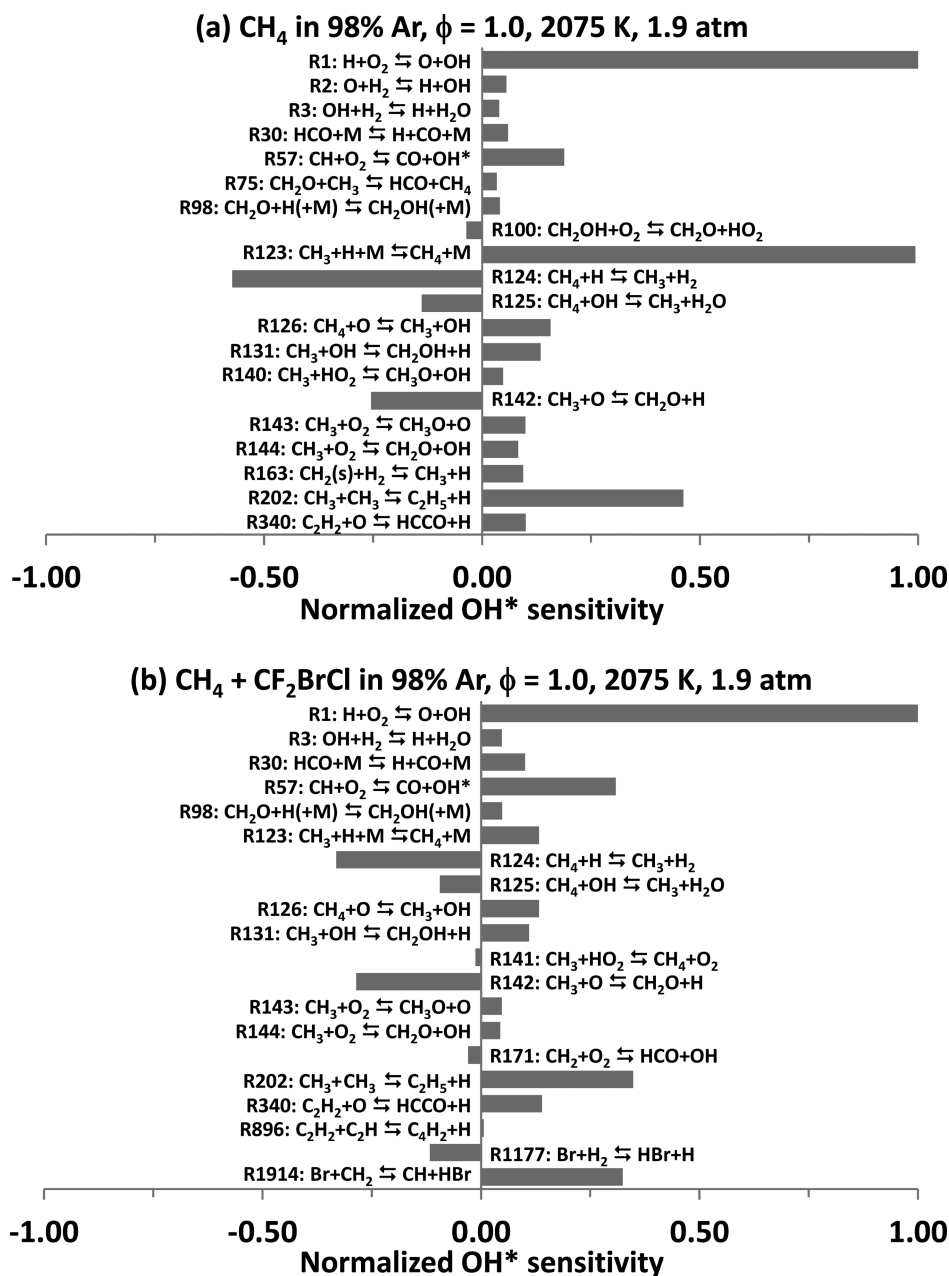 (a) CH₄ in 98% Ar, ϕ = 1.0, 2075 K, 1.9 atm
R1: H+O₂ ⇆ O+OH
R2: O+H₂ ⇆ H+OH
R3: OH+H₂ ⇆ H+H₂O
R30: HCO+M ⇆ H+CO+M
R57: CH+O₂ ⇆ CO+OH*
R75: CH₂O+CH₃ ⇆ HCO+CH₄
R98: CH₂O+H(+M) ⇆ CH₂OH(+M)
R100: CH₂OH+O₂ ⇆ CH₂O+HO₂
R123: CH₃+H+M ⇆CH₄+M
R124: CH₄+H ⇆ CH₃+H₂
R125: CH₄+OH ⇆ CH₃+H₂O
R126: CH₄+O ⇆ CH₃+OH
R131: CH₃+OH ⇆ CH₂OH+H
R140: CH₃+HO₂ ⇆ CH₃O+OH
R142: CH₃+O ⇆ CH₂O+H
R143: CH₃+O₂ ⇆ CH₃O+O
R144: CH₃+O₂ ⇆ CH₂O+OH
R163: CH₂(s)+H₂ ⇆ CH₃+H
R202: CH₃+CH₃ ⇆ C₂H₅+H
R340: C₂H₂+O ⇆ HCCO+H
-1.00 -0.50 0.00 0.50 1.00
Normalized OH* sensitivity
(b) CH₄ + CF₂BrCl in 98% Ar, ϕ = 1.0, 2075 K, 1.9 atm
R1: H+O₂ ⇆ O+OH
R3: OH+H₂ ⇆ H+H₂O
R30: HCO+M ⇆ H+CO+M
R57: CH+O₂ ⇆ CO+OH*
R98: CH₂O+H(+M) ⇆ CH₂OH(+M)
R123: CH₃+H+M ⇆CH₄+M
R124: CH₄+H ⇆ CH₃+H₂
R125: CH₄+OH ⇆ CH₃+H₂O
R126: CH₄+O ⇆ CH₃+OH
R131: CH₃+OH ⇆ CH₂OH+H
R141: CH₃+HO₂ ⇆ CH₄+O₂
R142: CH₃+O ⇆ CH₂O+H
R143: CH₃+O₂ ⇆ CH₃O+O
R144: CH₃+O₂ ⇆ CH₂O+OH
R171: CH₂+O₂ ⇆ HCO+OH
R202: CH₃+CH₃ ⇆ C₂H₅+H
R340: C₂H₂+O ⇆ HCCO+H
R896: C₂H₂+C₂H ⇆ C₄H₂+H
R1177: Br+H₂ ⇆ HBr+H
R1914: Br+CH₂ ⇆ CH+HBr
-1.00 -0.50 0.00 0.50 1.00
Normalized OH* sensitivity